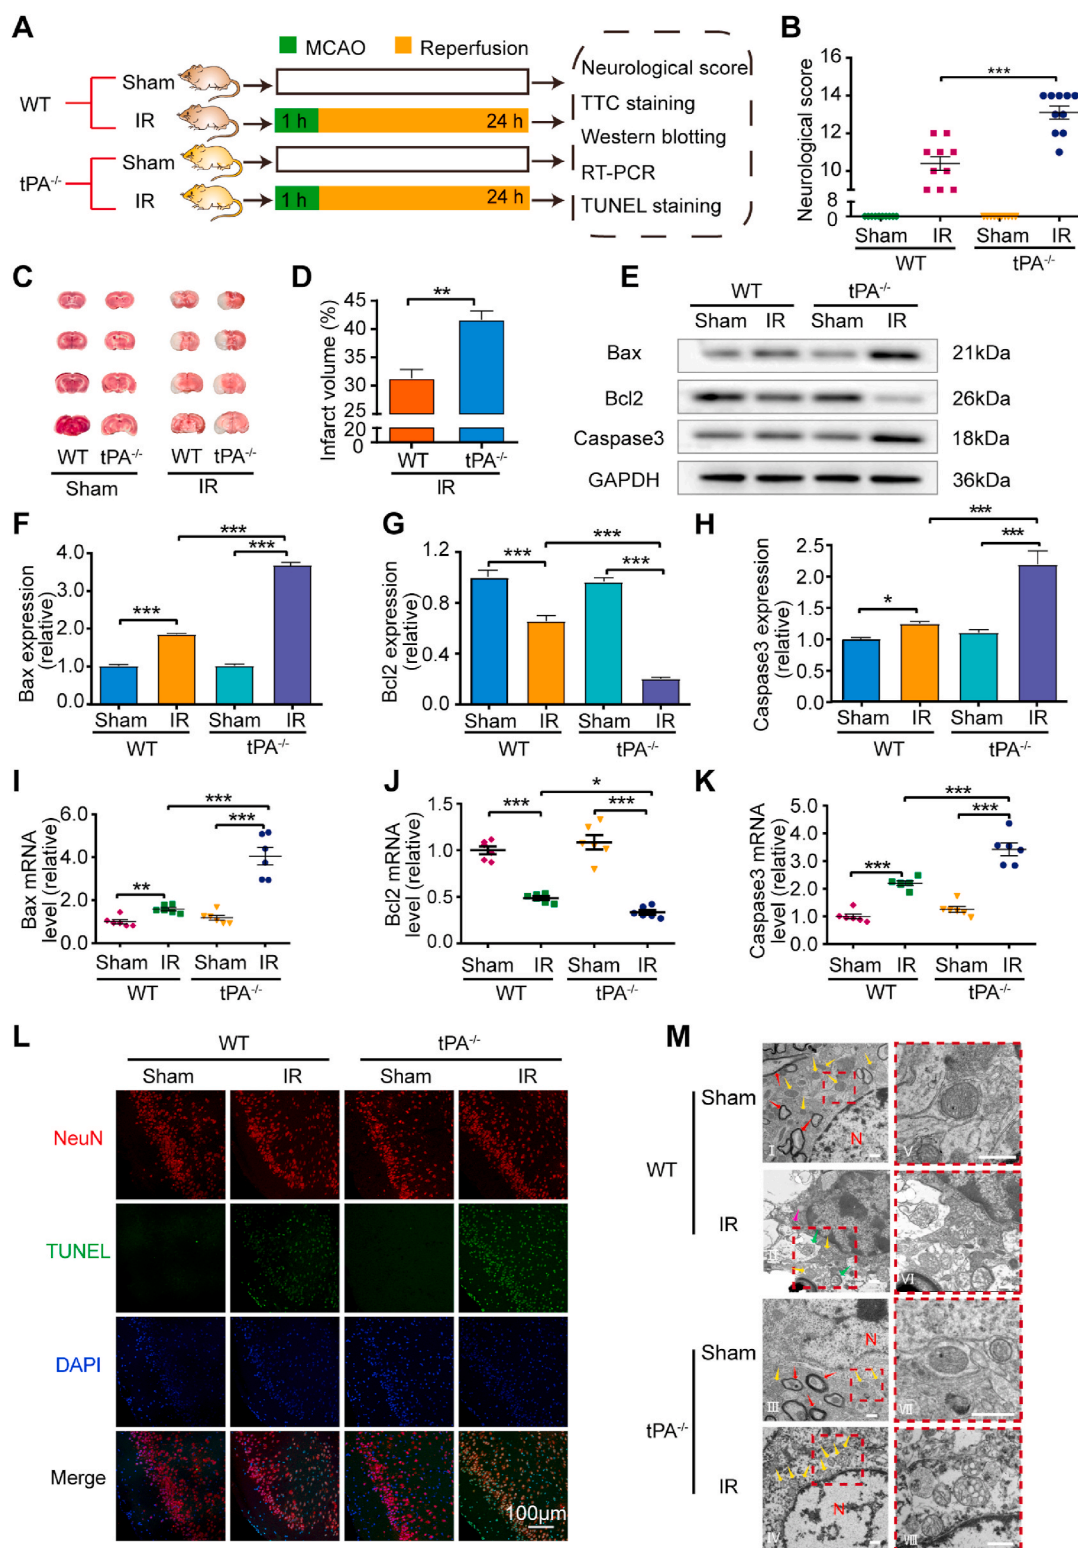 A
MCAO
Reperfusion
WT
Sham
IR
1 h
24 h
tPA-/-
Sham
IR
1 h
24 h
Neurological score
TTC staining
Western blotting
RT-PCR
TUNEL staining
B
Neurological score
14
12
10
8
0
***
Sham IR Sham IR
WT tPA-/-
C
WT tPA-/- WT tPA-/-
Sham IR
D
Infarct volume (%)
45
40
35
30
25
20
0
**
WT tPA-/-
IR
E
WT tPA-/-
Sham IR Sham IR
Bax 21kDa
Bcl2 26kDa
Caspase3 18kDa
GAPDH 36kDa
F
Bax expression
(relative)
4.0
3.0
2.0
1.0
0.0
***
***
***
Sham IR Sham IR
WT tPA-/-
G
Bcl2 expression
(relative)
1.2
0.8
0.4
0.0
***
***
***
Sham IR Sham IR
WT tPA-/-
H
Caspase3 expression
(relative)
2.5
2.0
1.5
1.0
0.5
0.0
*
***
***
Sham IR Sham IR
WT tPA-/-
I
Bax mRNA
level (relative)
6.0
4.0
2.0
0.0
**
***
***
Sham IR Sham IR
WT tPA-/-
J
Bcl2 mRNA
level (relative)
1.5
1.0
0.5
0.0
***
*
***
Sham IR Sham IR
WT tPA-/-
K
Caspase3 mRNA
level (relative)
5.0
4.0
3.0
2.0
1.0
0.0
***
***
***
Sham IR Sham IR
WT tPA-/-
L
WT tPA-/-
Sham IR Sham IR
NeuN
TUNEL
DAPI
Merge
100μm
M
WT
Sham
N
I
V
IR
VI
tPA-/-
Sham
N
III
VII
IR
N
IV
VIII